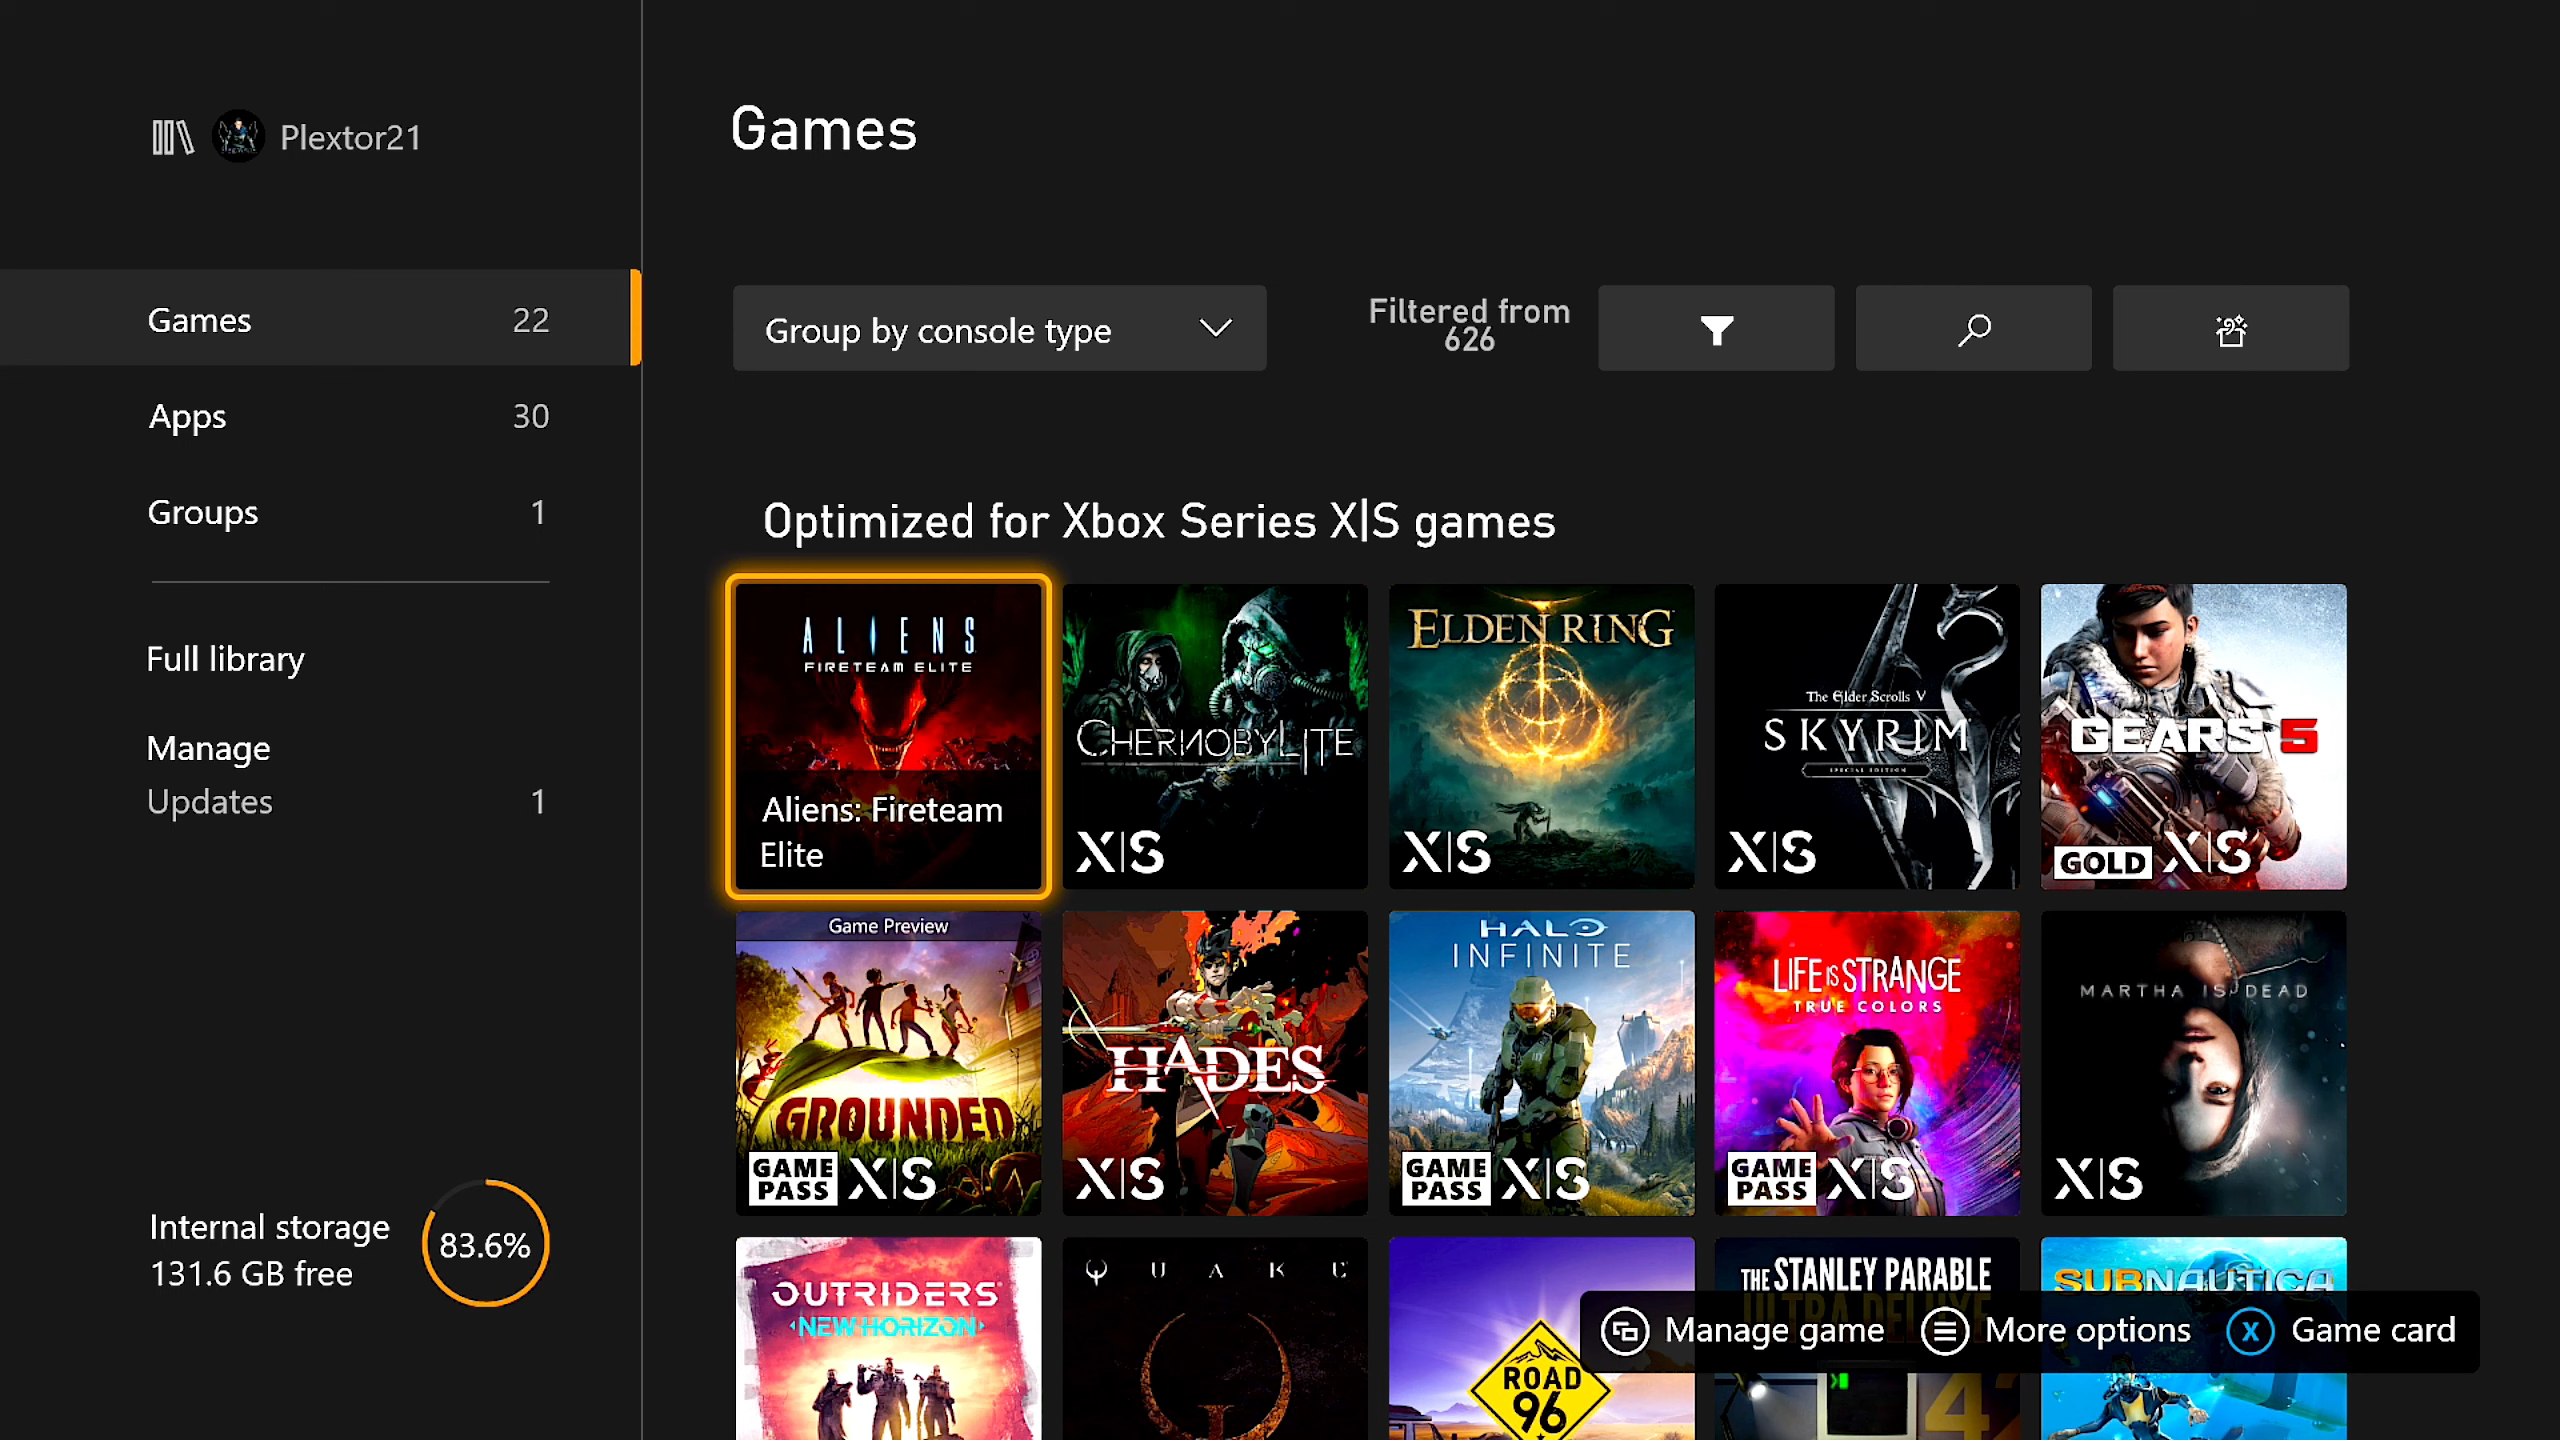 Plextor21
Games
22
Apps
30
Groups
1
Full library
Manage
Updates
1
Internal storage
131.6 GB free
83.6%
Games
Group by console type
Filtered from
626
Optimized for Xbox Series X|S games
ALIENS
FIRETEAM ELITE
Aliens: Fireteam
Elite
CHERNOBYLITE
X|S
ELDEN RING
X|S
The Elder Scrolls V
SKYRIM
SPECIAL EDITION
X|S
GEARS 5
GOLD X|S
Game Preview
GROUNDED
GAME
PASS
X|S
HADES
X|S
HALO
INFINITE
GAME
PASS
X|S
LIFE IS STRANGE
TRUE COLORS
GAME
PASS
X|S
MARTHA IS DEAD
X|S
OUTRIDERS
NEW HORIZON
QUAKE
ROAD
96
THE STANLEY PARABLE
ULTRA DELUXE
SUBNAUTICA
Manage game
More options
X Game card